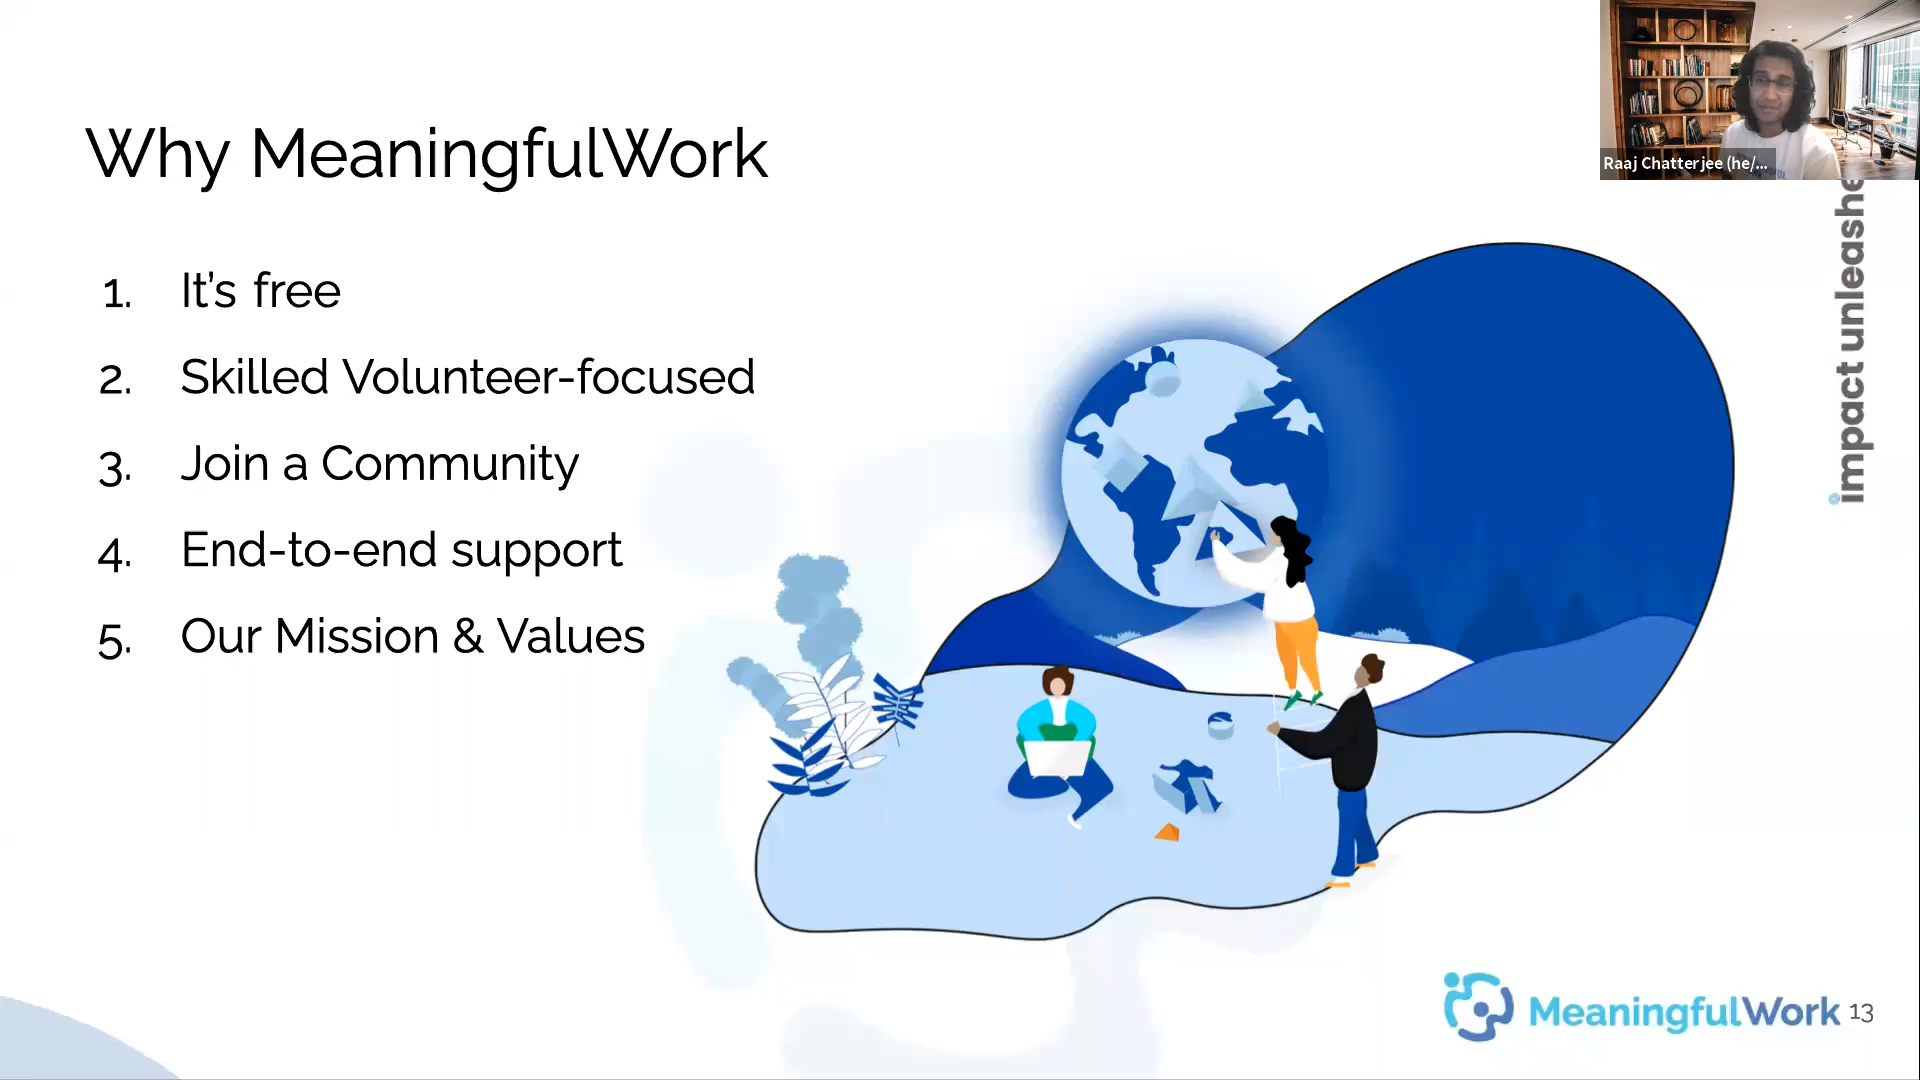 Why MeaningfulWork
1. It's free
2. Skilled Volunteer-focused
3. Join a Community
4. End-to-end support
5. Our Mission & Values
Raaj Chatterjee (he/...
impact unleashe
MeaningfulWork 13